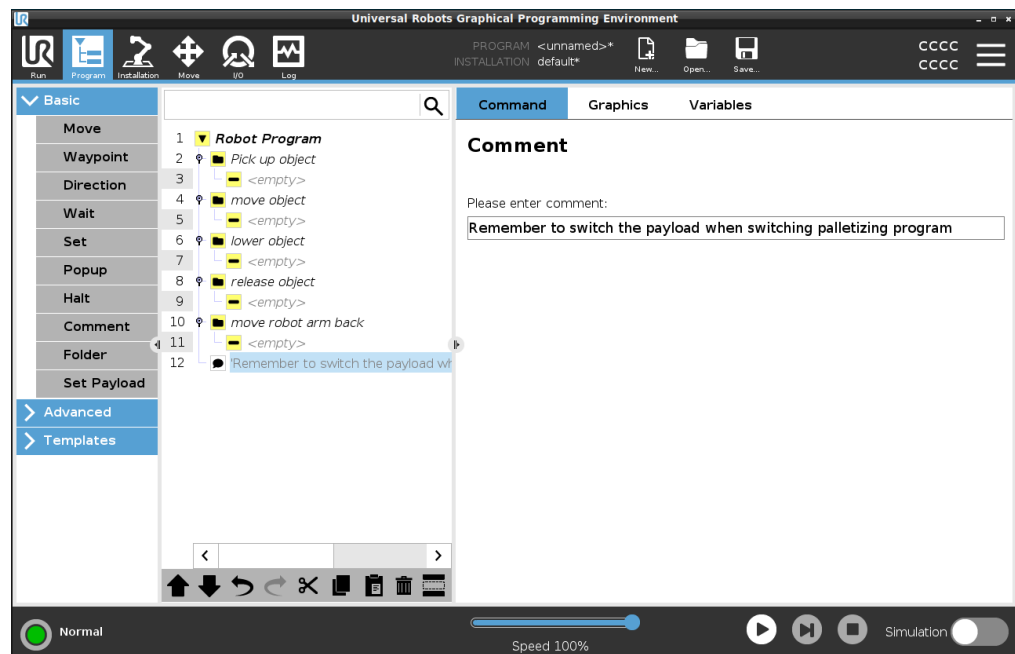 Universal Robots Graphical Programming Environment
PROGRAM <unnamed>*
INSTALLATION default*
Run
Program
Installation
Move
I/O
Log
New...
Open...
Save...
CCCC
CCCC
Basic
Move
Waypoint
Direction
Wait
Set
Popup
Halt
Comment
Folder
Set Payload
Advanced
Templates
1 Robot Program
2 Pick up object
3 <empty>
4 move object
5 <empty>
6 lower object
7 <empty>
8 release object
9 <empty>
10 move robot arm back
11 <empty>
12 'Remember to switch the payload wh
Command
Graphics
Variables
Comment
Please enter comment:
Remember to switch the payload when switching palletizing program
Normal
Speed 100%
Simulation